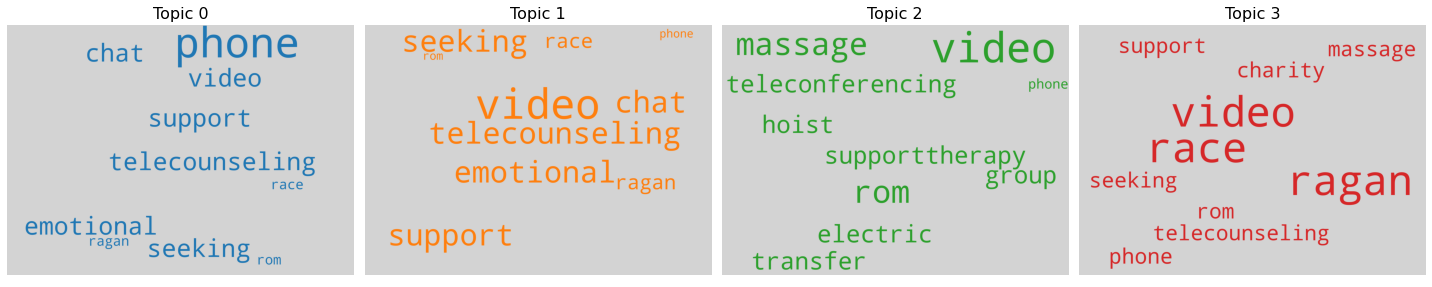 Topic 0
phone
chat
video
support
telecounseling
race
emotional
ragan
seeking
rom
Topic 1
phone
seeking
race
rom
video
chat
telecounseling
emotional
ragan
support
Topic 2
massage
video
teleconferencing
phone
hoist
supporttherapy
group
rom
electric
transfer
Topic 3
support
massage
charity
video
race
seeking
ragan
rom
telecounseling
phone